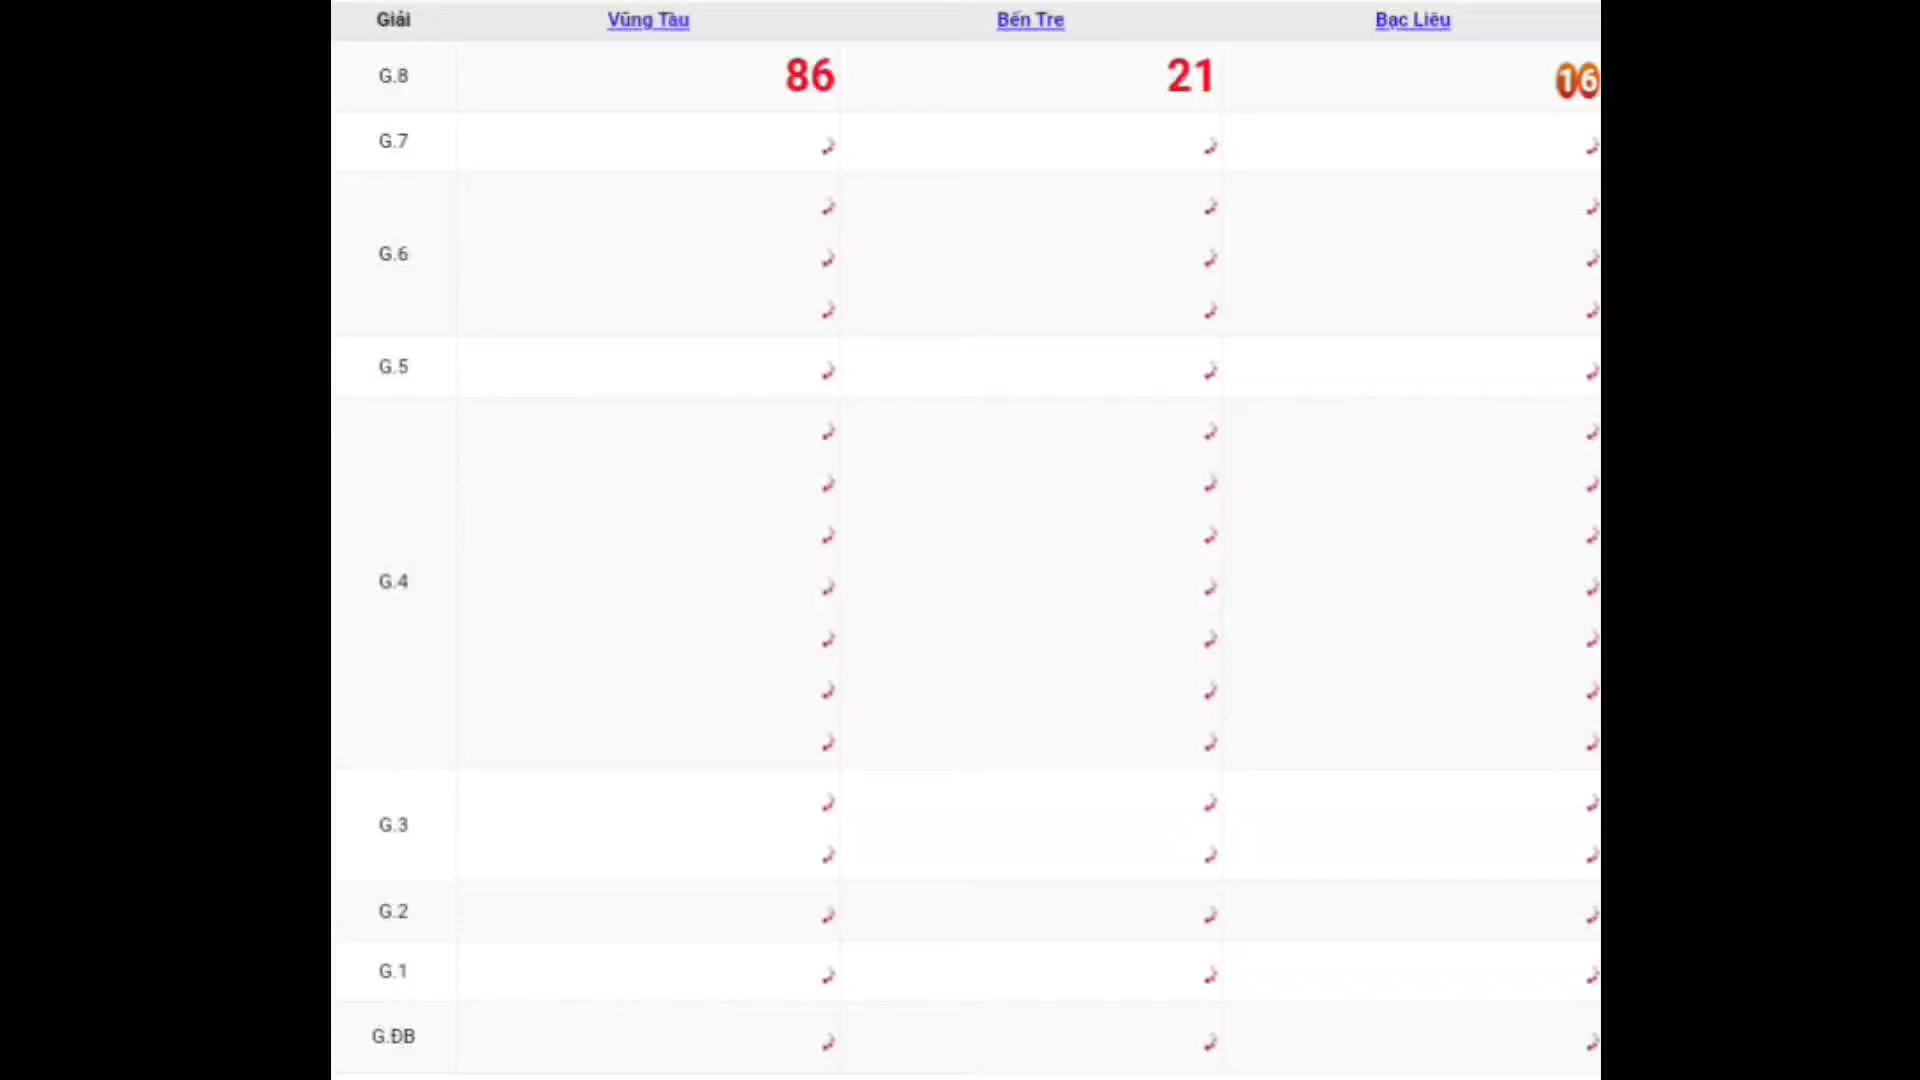 Giải Vũng Tàu Bến Tre Bạc Liêu
G.8 86 21 16
G.7
G.6
G.5
G.4
G.3
G.2
G.1
G.ĐB